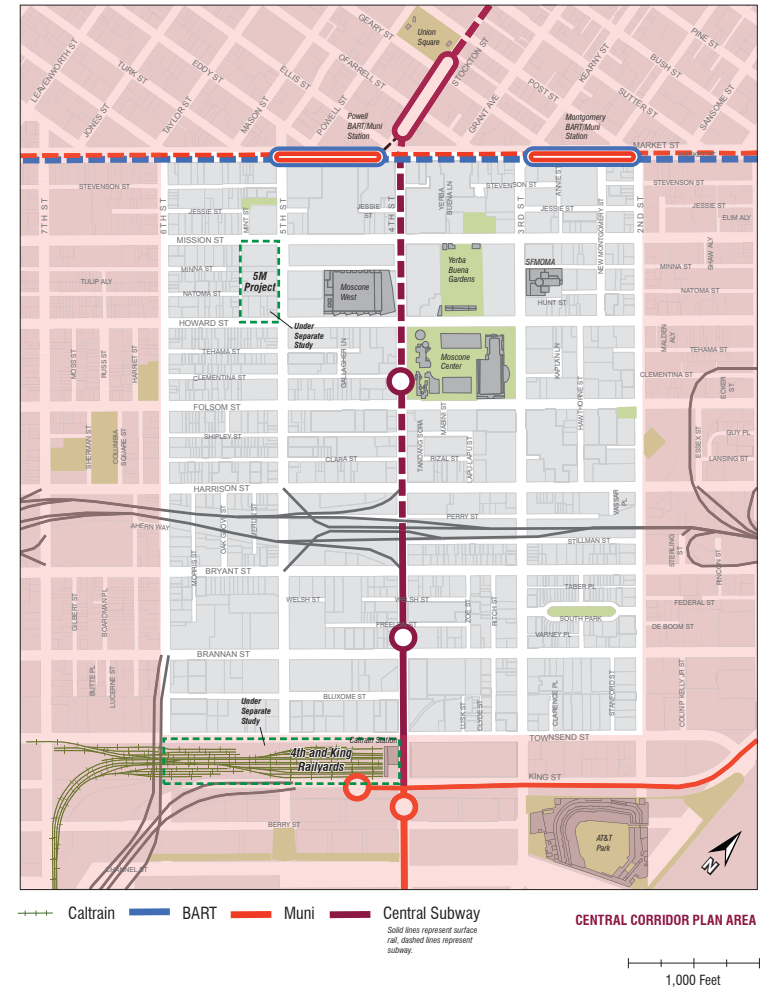 GEARY ST
Union
Square
PINE ST
LEAVENWORTH ST
TURK ST
EDDY ST
ELLIS ST
OFARRELL ST
STOCKTON ST
KEARNY ST
BUSH ST
JONES ST
TAYLOR ST
MASON ST
POWELL ST
GRANT AVE
POST ST
SUTTER ST
SANSOME ST
Powell
BART/Muni
Station
Montgomery
BART/Muni
Station
MARKET ST
STEVENSON ST
STEVENSON ST
STEVENSON ST
7TH ST
6TH ST
5TH ST
4TH ST
3RD ST
2ND ST
JESSIE ST
MINT ST
JESSIE
ST
YERBA
BUENA LN
ANNIE ST
JESSIE ST
NEW MONTGOMERY ST
JESSIE ST
ELIM ALY
MISSION ST
MINNA ST
5M
Project
Moscone
West
Yerba
Buena
Gardens
SFMOMA
MINNA ST
SHAW ALY
TULIP ALY
NATOMA ST
HUNT ST
NATOMA ST
HOWARD ST
Under
Separate
Study
MOSS ST
RUSS ST
HARRIET ST
TEHAMA ST
GALLAGHER LN
Moscone
Center
KAPLAN LN
MALDEN
ALY
TEHAMA ST
CLEMENTINA ST
CLEMENTINA ST
ECKER
ST
FOLSOM ST
MABINI ST
HAWTHORNE ST
SHERMAN ST
COLUMBIA
SQUARE ST
SHIPLEY ST
TANDANG SORA
LAPU-LAPU ST
ESSEX ST
GUY PL
CLARA ST
RIZAL ST
LANSING ST
HARRISON ST
AHERN WAY
OAK GROVE ST
MERLIN ST
PERRY ST
VASSAR
PL
STILLMAN ST
STERLING
ST
RINCON ST
BRYANT ST
MORRIS ST
GILBERT ST
BOARDMAN PL
WELSH ST
WELSH ST
ZOE ST
RITCH ST
TABER PL
SOUTH PARK
FEDERAL ST
FREELON ST
VARNEY PL
DE BOOM ST
BRANNAN ST
BUTTE PL
LUCERNE ST
BLUXOME ST
LUSK ST
CLYDE ST
CLARENCE PL
STANFORD ST
COLIN P KELLY JR ST
Under
Separate
Study
Caltrain Station
TOWNSEND ST
4th and King
Railyards
KING ST
BERRY ST
AT&T
Park
CHANNEL ST
N
Caltrain
BART
Muni
Central Subway
Solid lines represent surface
rail, dashed lines represent
subway.
CENTRAL CORRIDOR PLAN AREA
1,000 Feet